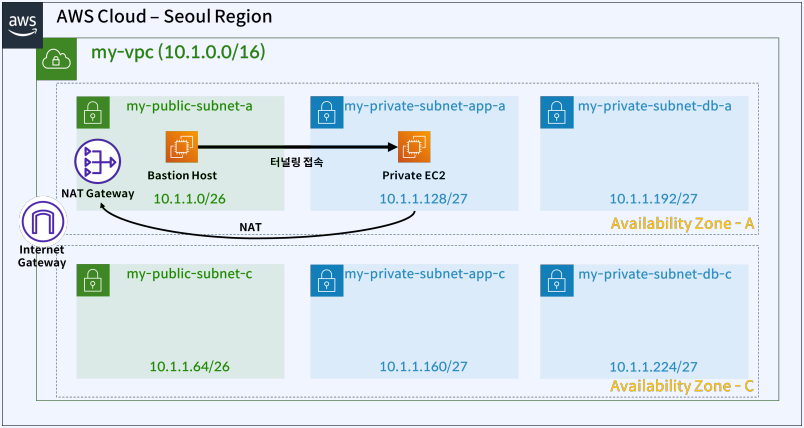 aws
AWS Cloud – Seoul Region
my-vpc (10.1.0.0/16)
my-public-subnet-a
my-private-subnet-app-a
my-private-subnet-db-a
터널링 접속
Bastion Host
Private EC2
NAT Gateway
10.1.1.0/26
10.1.1.128/27
10.1.1.192/27
NAT
Availability Zone - A
Internet
Gateway
my-public-subnet-c
my-private-subnet-app-c
my-private-subnet-db-c
10.1.1.64/26
10.1.1.160/27
10.1.1.224/27
Availability Zone - C